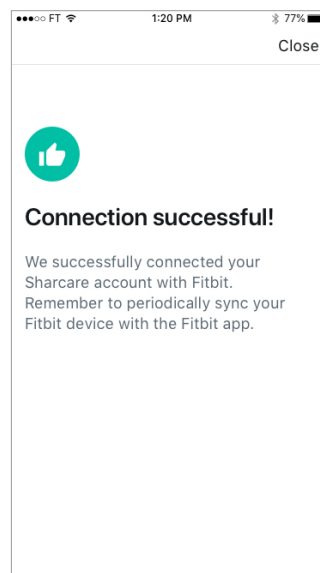 FT 1:20 PM 77%
Close
Connection successful!
We successfully connected your
Sharcare account with Fitbit.
Remember to periodically sync your
Fitbit device with the Fitbit app.